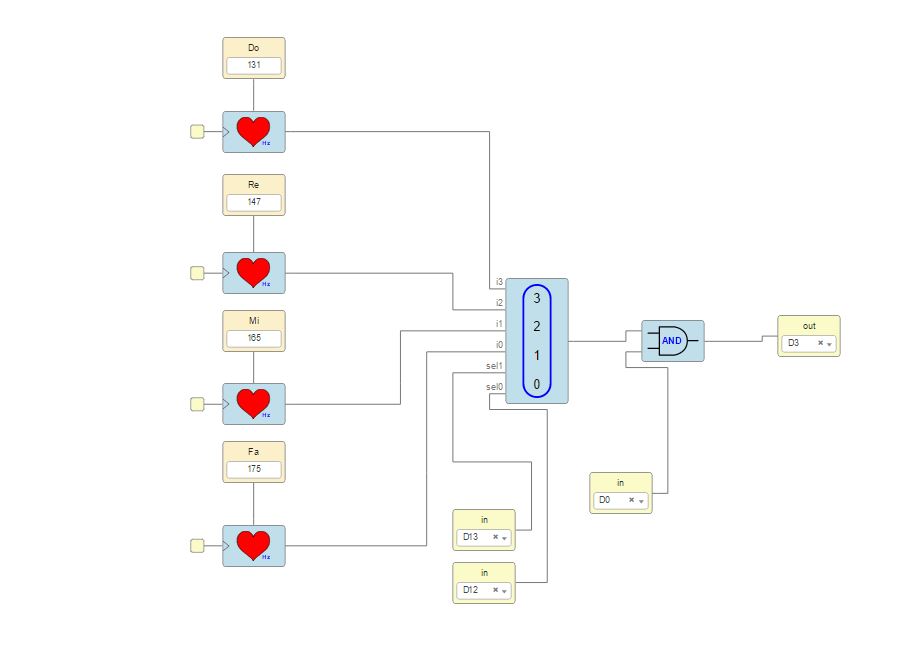 Do
131
Hz
Re
147
Hz
Mi
165
Hz
Fa
175
Hz
i3
i2
i1
i0
sel1
sel0
3
2
1
0
AND
out
D3
in
D0
in
D13
in
D12